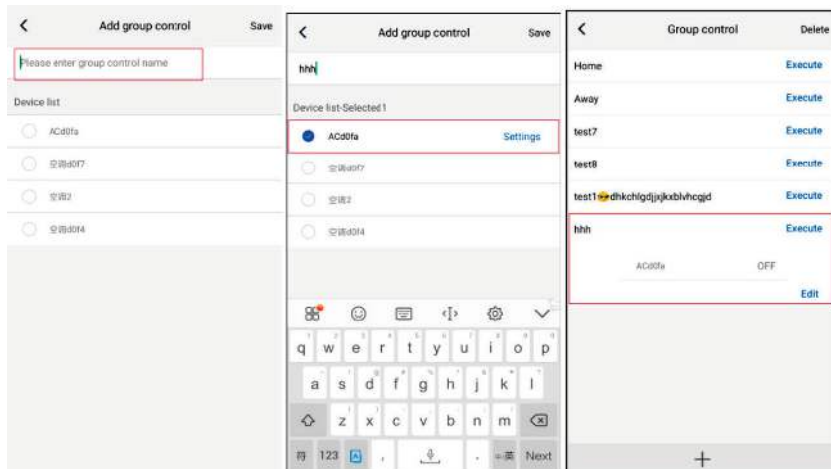 Add group control
Save
Please enter group control name
Device list
ACd0fa
空调d0f7
空调2
空调d0f4
Add group control
Save
hhh
Device list-Selected1
ACd0fa
Settings
空调d0f7
空调2
空调d0f4
q w e r t y u i o p
a s d f g h j k l
z x c v b n m
符 123 , . 英 Next
Group control
Delete
Home
Execute
Away
Execute
test7
Execute
test8
Execute
Execute
hhh
Execute
ACd0fa
OFF
Edit